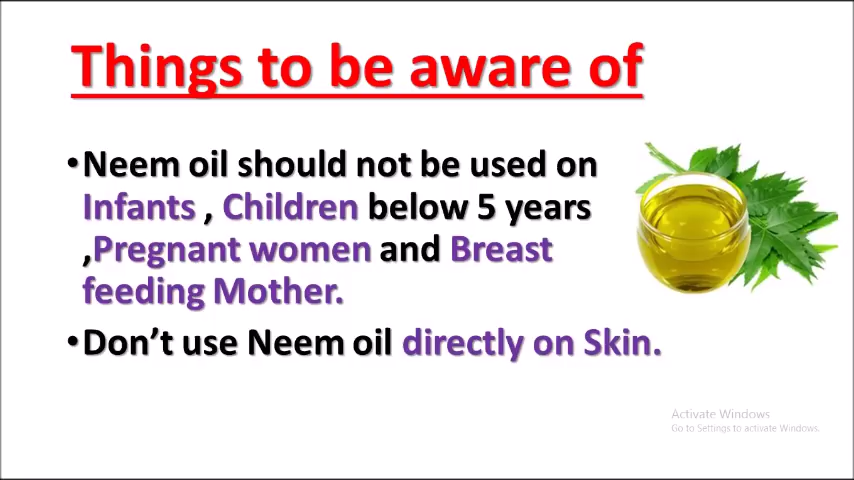 Things to be aware of
•Neem oil should not be used on
Infants , Children below 5 years
,Pregnant women and Breast
feeding Mother.
•Don’t use Neem oil directly on Skin.
Activate Windows
Go to Settings to activate Windows.